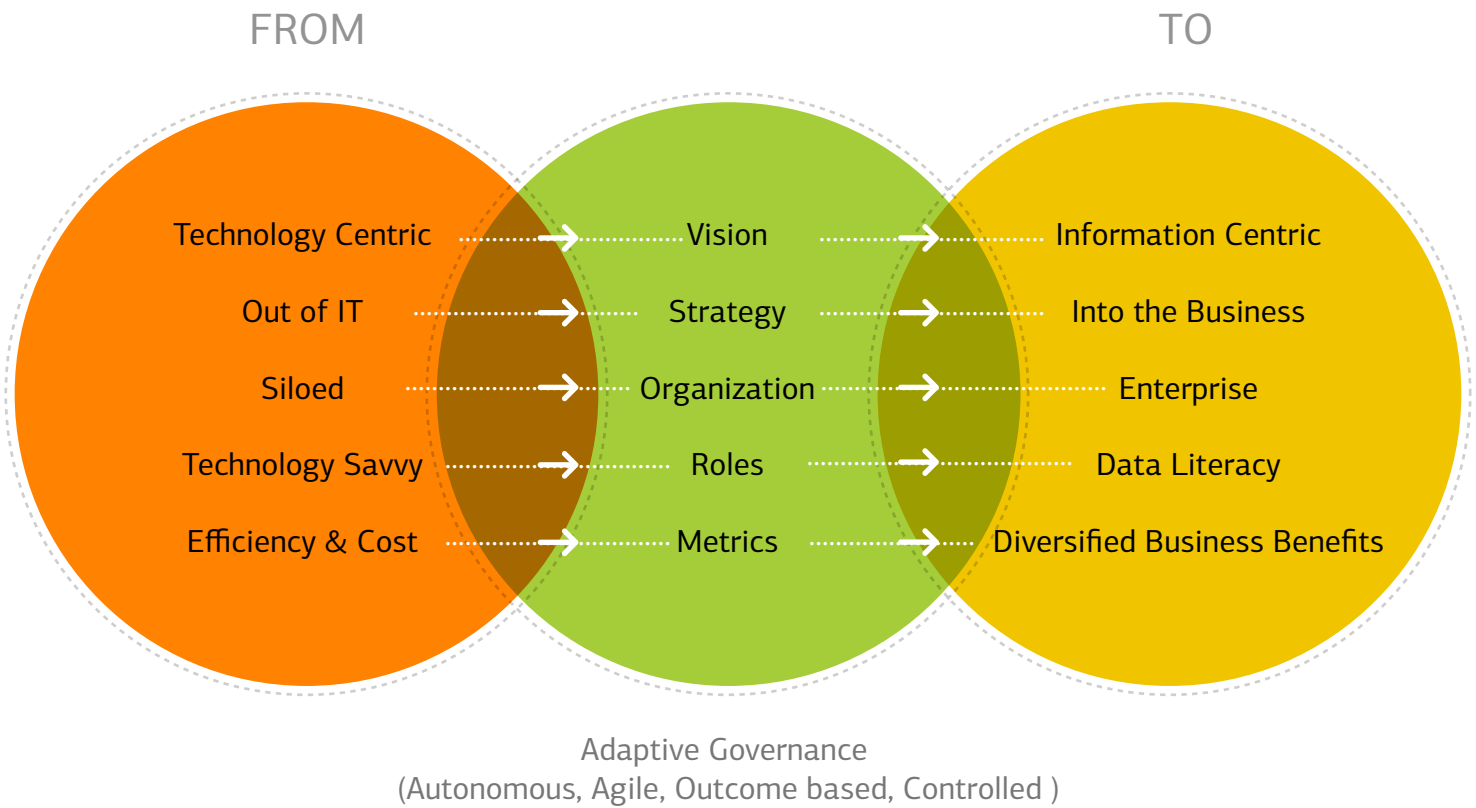 FROM TO
Technology Centric Vision Information Centric
Out of IT Strategy Into the Business
Siloed Organization Enterprise
Technology Savvy Roles Data Literacy
Efficiency & Cost Metrics Diversified Business Benefits
Adaptive Governance
(Autonomous, Agile, Outcome based, Controlled )